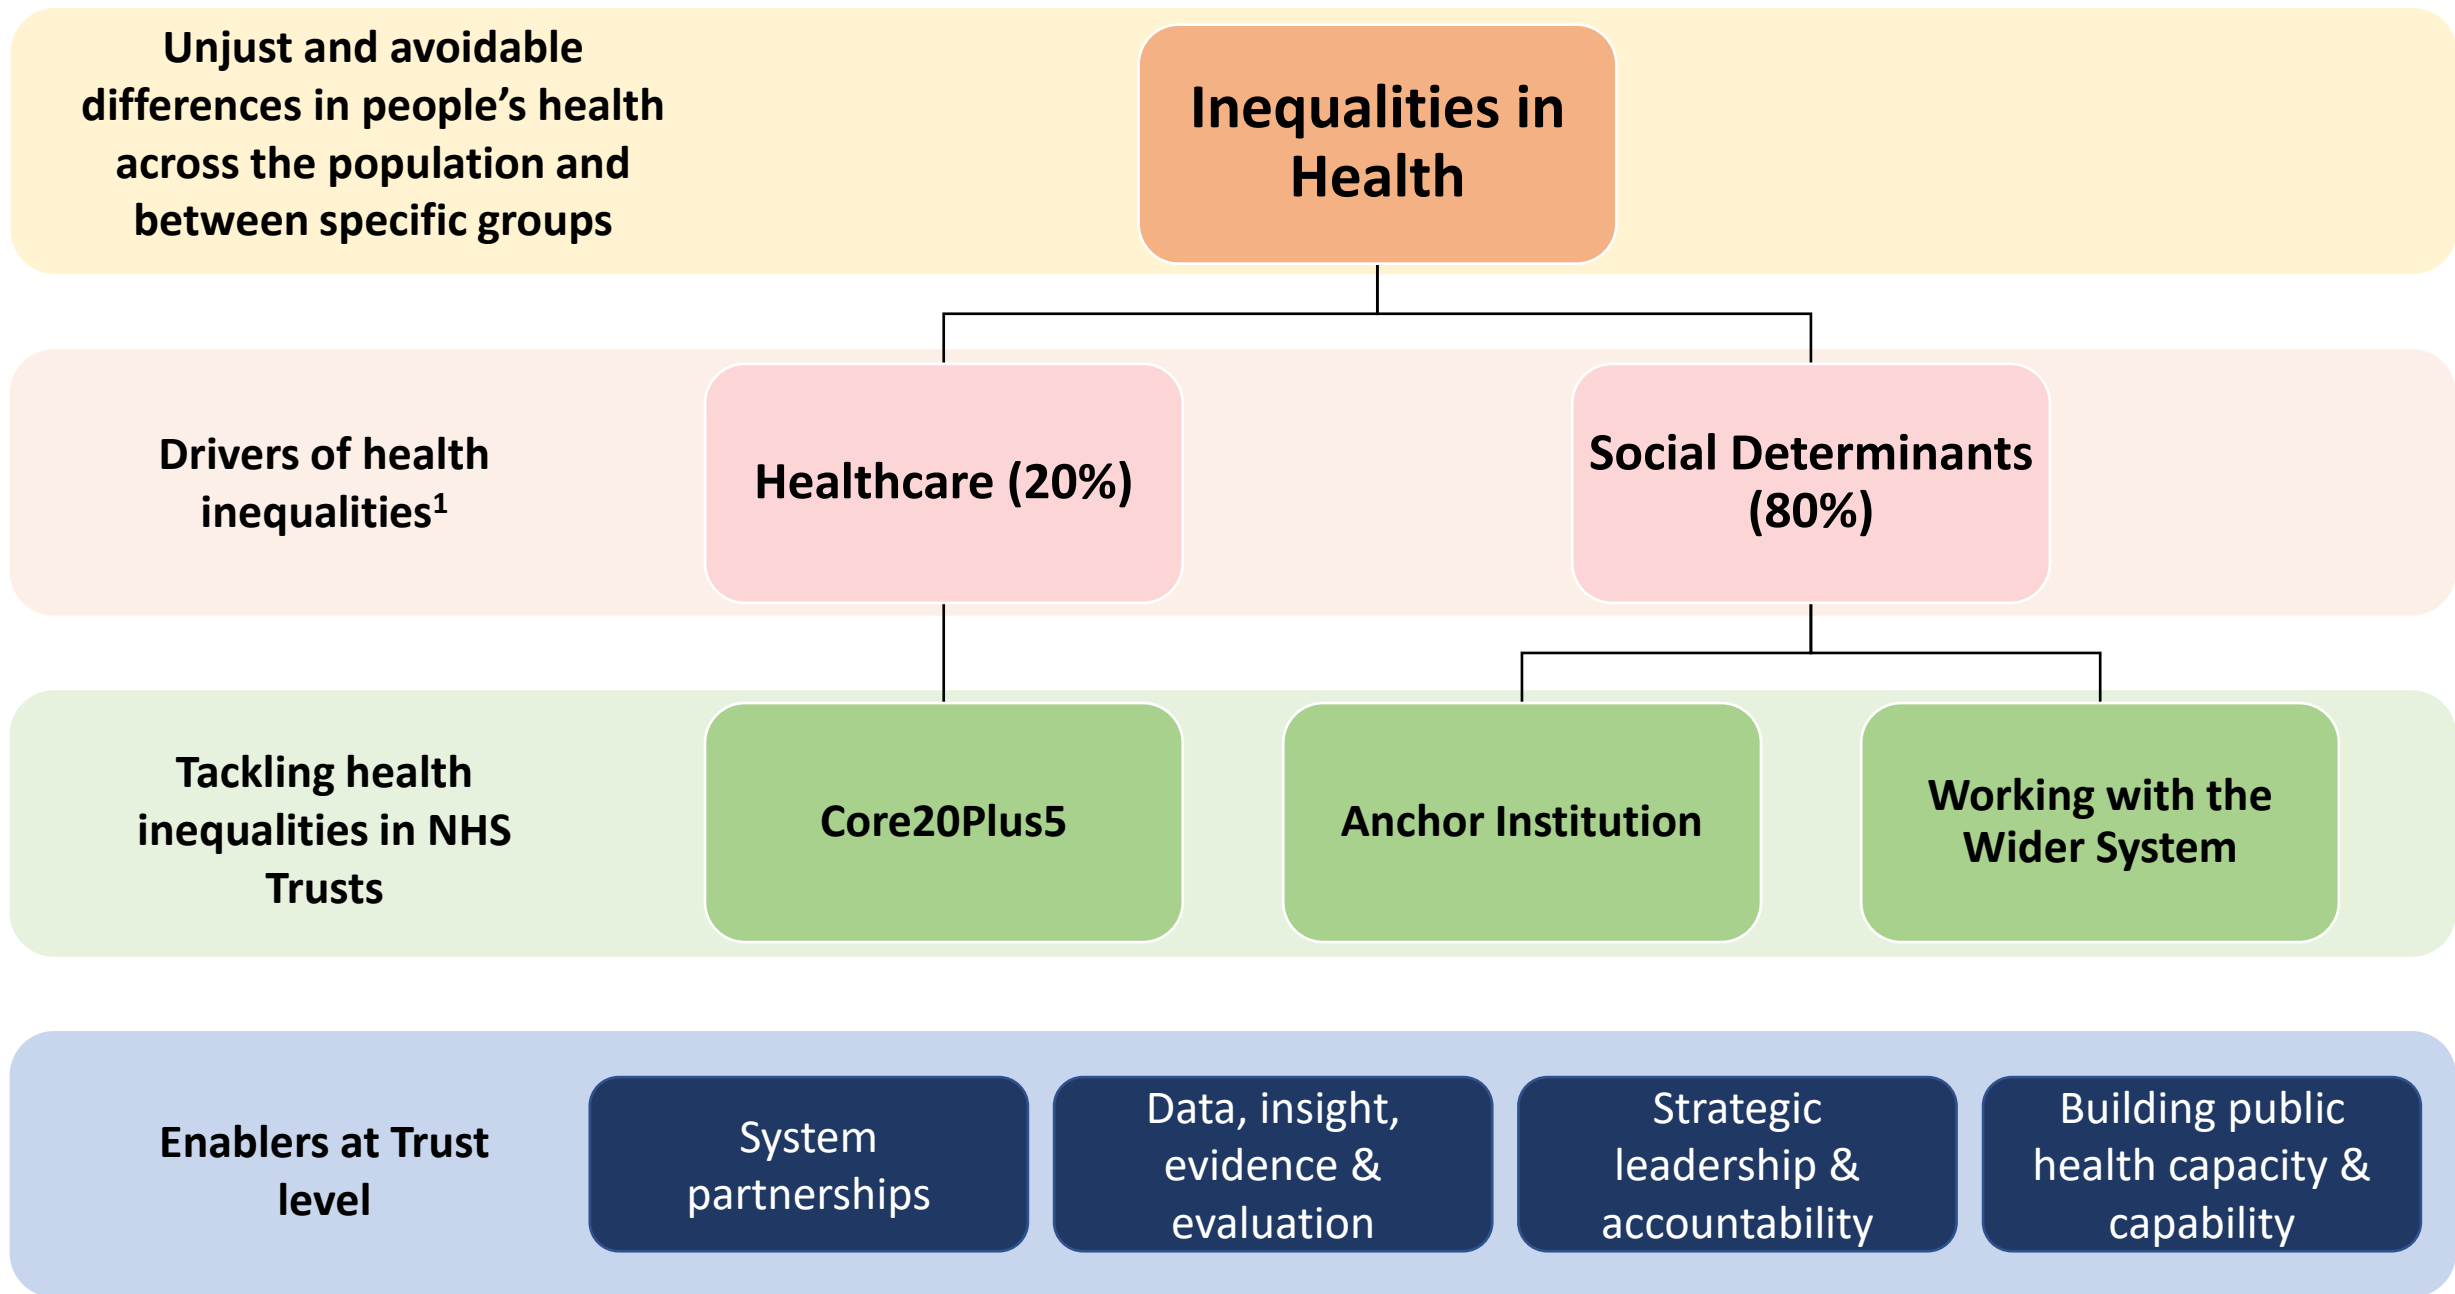 Unjust and avoidable
differences in people’s health
across the population and
between specific groups
Inequalities in
Health
Drivers of health
inequalities¹
Healthcare (20%)
Social Determinants
(80%)
Tackling health
inequalities in NHS
Trusts
Core20Plus5
Anchor Institution
Working with the
Wider System
Enablers at Trust
level
System
partnerships
Data, insight,
evidence &
evaluation
Strategic
leadership &
accountability
Building public
health capacity &
capability